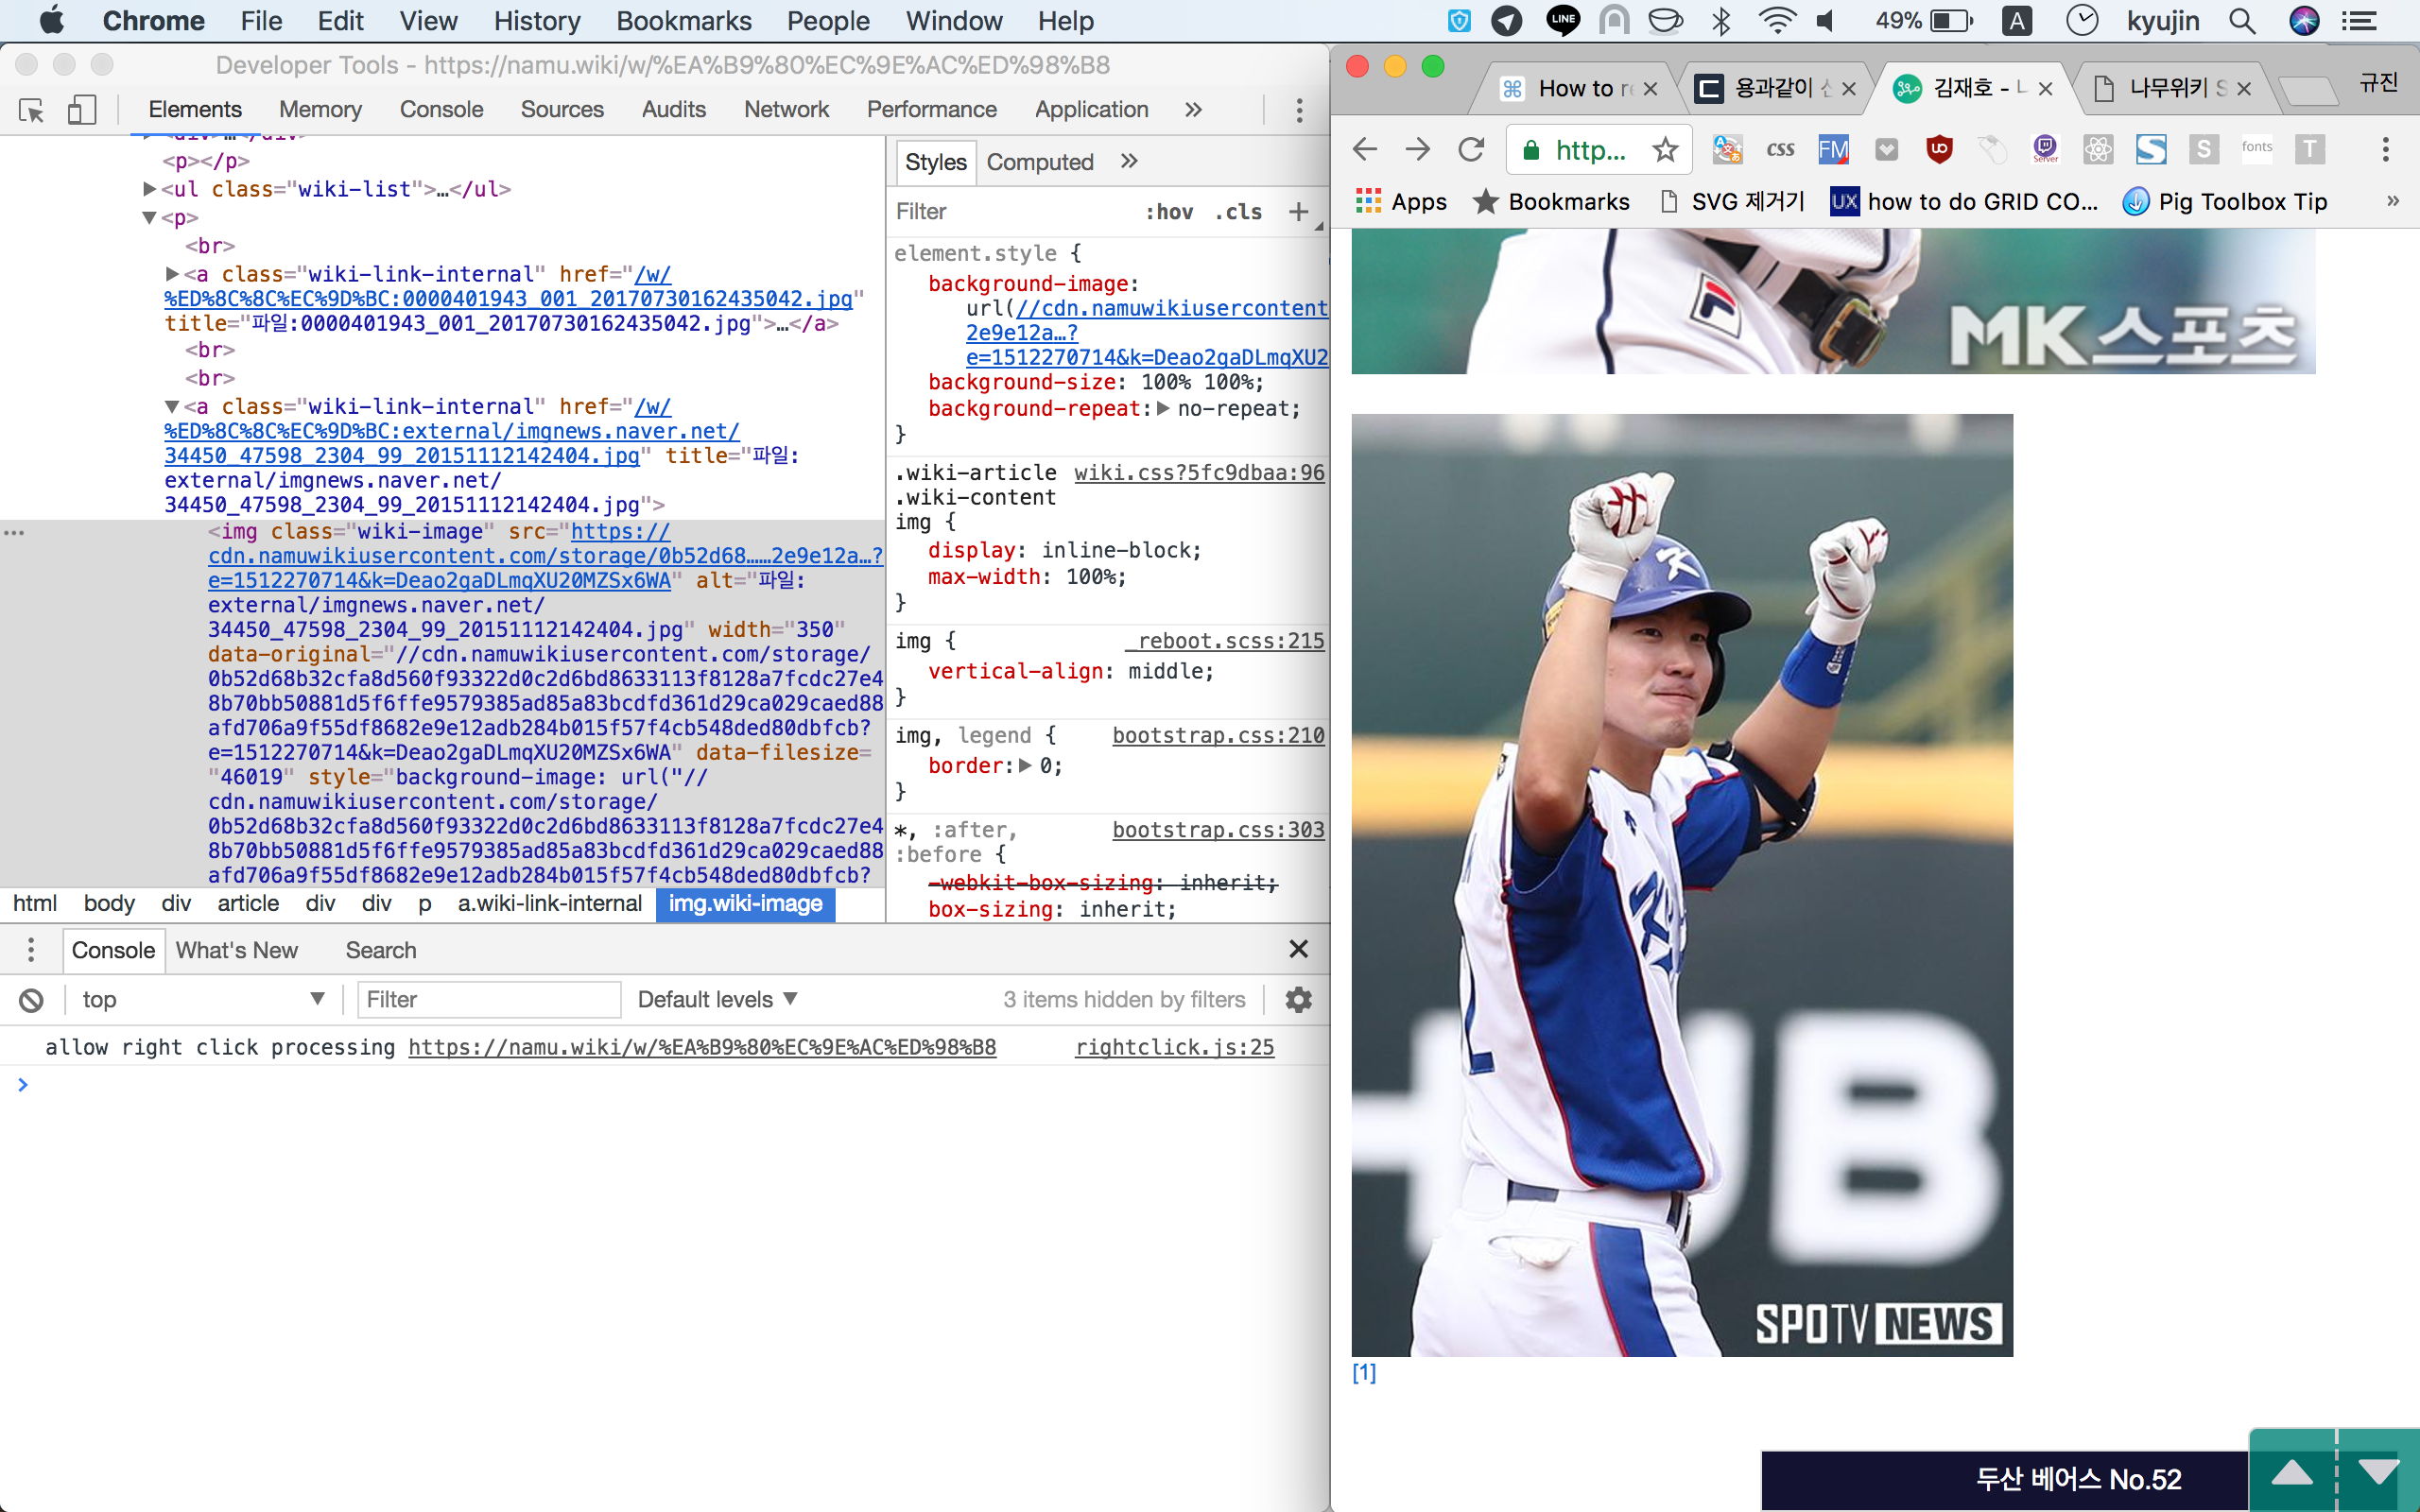 Chrome File Edit View History Bookmarks People Window Help
LINE 49% A kyujin
Developer Tools - https://namu.wiki/w/%EA%B9%80%EC%9E%AC%ED%98%B8
Elements Memory Console Sources Audits Network Performance Application »
<p></p>
▶<ul class="wiki-list">…</ul>
▼<p>
<br>
▶<a class="wiki-link-internal" href="/w/
%ED%8C%8C%EC%9D%BC:0000401943_001_20170730162435042.jpg"
title="파일:0000401943_001_20170730162435042.jpg">…</a>
<br>
<br>
▼<a class="wiki-link-internal" href="/w/
%ED%8C%8C%EC%9D%BC:external/imgnews.naver.net/
34450_47598_2304_99_20151112142404.jpg" title="파일:
external/imgnews.naver.net/
34450_47598_2304_99_20151112142404.jpg">
<img class="wiki-image" src="https://
cdn.namuwikiusercontent.com/storage/0b52d68……2e9e12a…?
e=1512270714&k=Deao2gaDLmqXU20MZSx6WA" alt="파일:
external/imgnews.naver.net/
34450_47598_2304_99_20151112142404.jpg" width="350"
data-original="//cdn.namuwikiusercontent.com/storage/
0b52d68b32cfa8d560f93322d0c2d6bd8633113f8128a7fcdc27e4
8b70bb50881d5f6ffe9579385ad85a83bcdfd361d29ca029caed88
afd706a9f55df8682e9e12adb284b015f57f4cb548ded80dbfcb?
e=1512270714&k=Deao2gaDLmqXU20MZSx6WA" data-filesize=
"46019" style="background-image: url("//
cdn.namuwikiusercontent.com/storage/
0b52d68b32cfa8d560f93322d0c2d6bd8633113f8128a7fcdc27e4
8b70bb50881d5f6ffe9579385ad85a83bcdfd361d29ca029caed88
afd706a9f55df8682e9e12adb284b015f57f4cb548ded80dbfcb?
html body div article div div p a.wiki-link-internal img.wiki-image
Styles Computed »
Filter :hov .cls +
element.style {
background-image:
url(//cdn.namuwikiusercontent
2e9e12a…?
e=1512270714&k=Deao2gaDLmqXU2
background-size: 100% 100%;
background-repeat:▶ no-repeat;
}
.wiki-article wiki.css?5fc9dbaa:96
.wiki-content
img {
display: inline-block;
max-width: 100%;
}
img { _reboot.scss:215
vertical-align: middle;
}
img, legend { bootstrap.css:210
border:▶ 0;
}
*, :after, bootstrap.css:303
:before {
-webkit-box-sizing: inherit;
box-sizing: inherit;
Console What's New Search
top Filter Default levels ▼ 3 items hidden by filters
allow right click processing https://namu.wiki/w/%EA%B9%80%EC%9E%AC%ED%98%B8 rightclick.js:25
>
How to 용과같이 김재호 - 나무위키 S 규진
http... css FM Server S fonts T
Apps Bookmarks SVG 제거기 UX how to do GRID CO... Pig Toolbox Tip »
MK스포츠
HUB
SPOTV NEWS
[1]
두산 베어스 No.52